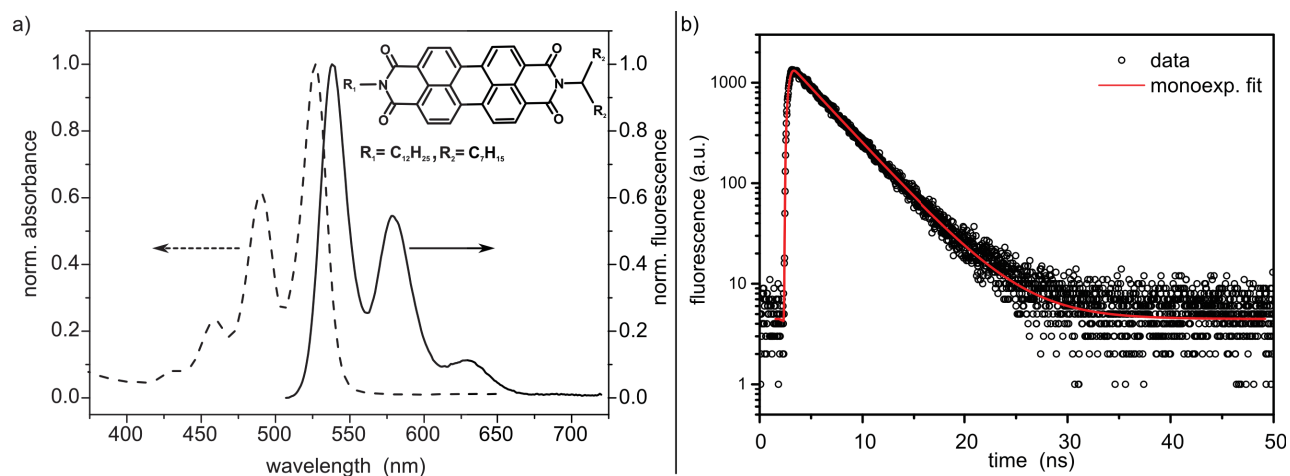 a)
norm. absorbance
1.0
0.8
0.6
0.4
0.2
0.0
400 450 500 550 600 650 700
wavelength (nm)
1.0
0.8
0.6
0.4
0.2
0.0
norm. fluorescence
O O
R₁ N N R₂
R₂
O O
R₁= C₁₂H₂₅, R₂= C₇H₁₅
b)
fluorescence (a.u.)
1000
100
10
1
0 10 20 30 40 50
time (ns)
data
monoexp. fit